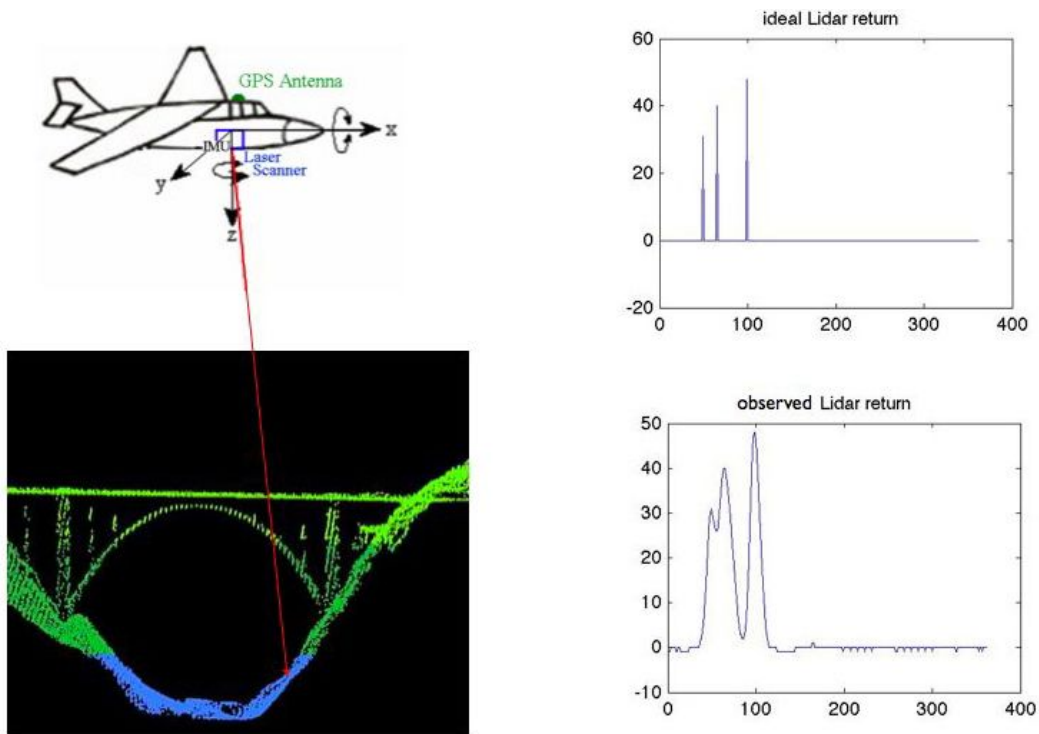 GPS Antenna
x
IMU
Laser
Scanner
y
z
ideal Lidar return
60
40
20
0
-20
0 100 200 300 400
observed Lidar return
50
40
30
20
10
0
-10
0 100 200 300 400